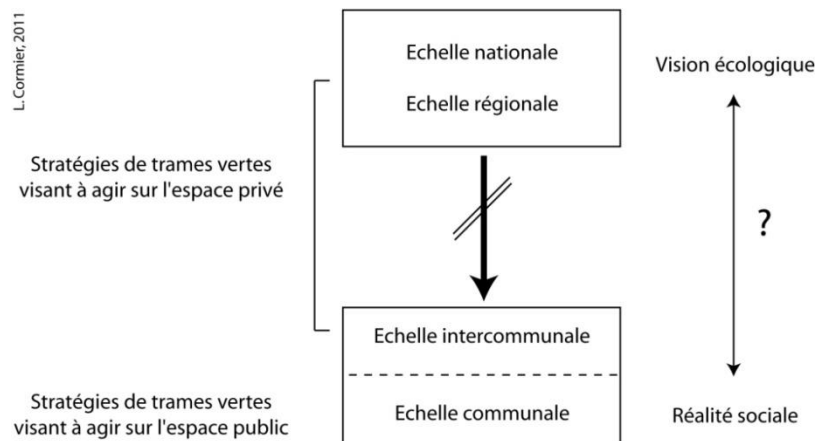 L. Cormier, 2011
Echelle nationale
Echelle régionale
Vision écologique
Stratégies de trames vertes
visant à agir sur l'espace privé
?
Echelle intercommunale
Stratégies de trames vertes
visant à agir sur l'espace public
Echelle communale
Réalité sociale